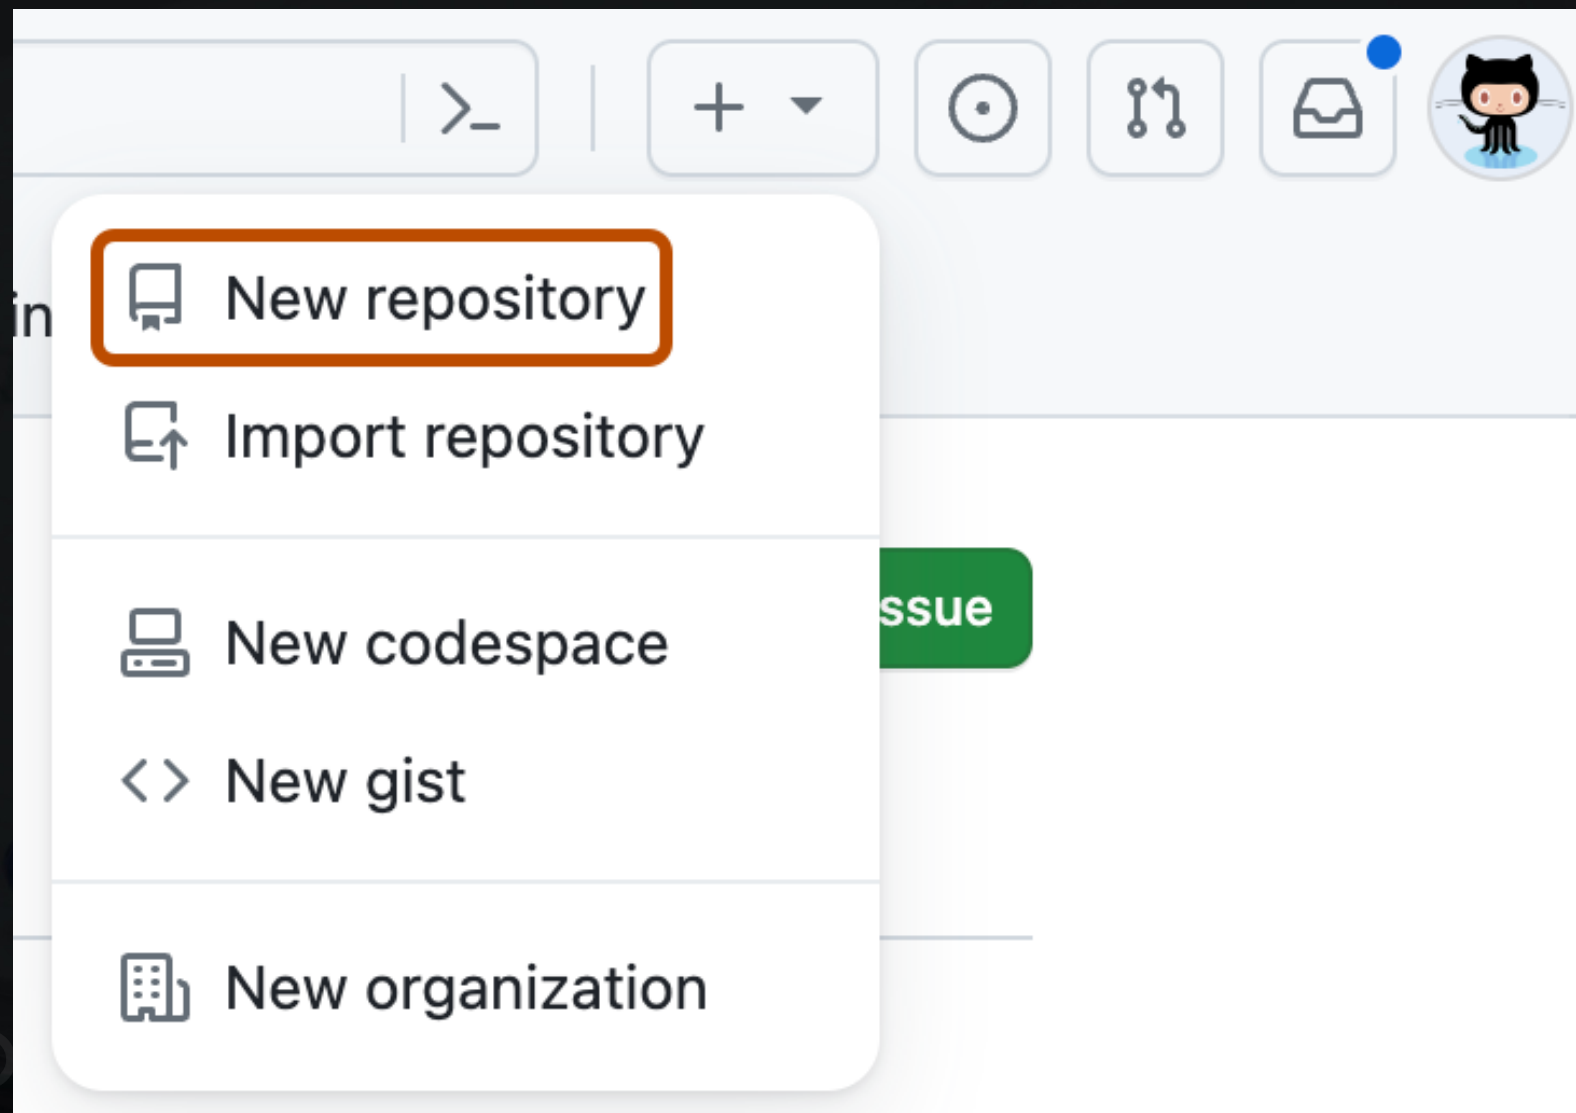 in
New repository
Import repository
ssue
New codespace
New gist
New organization